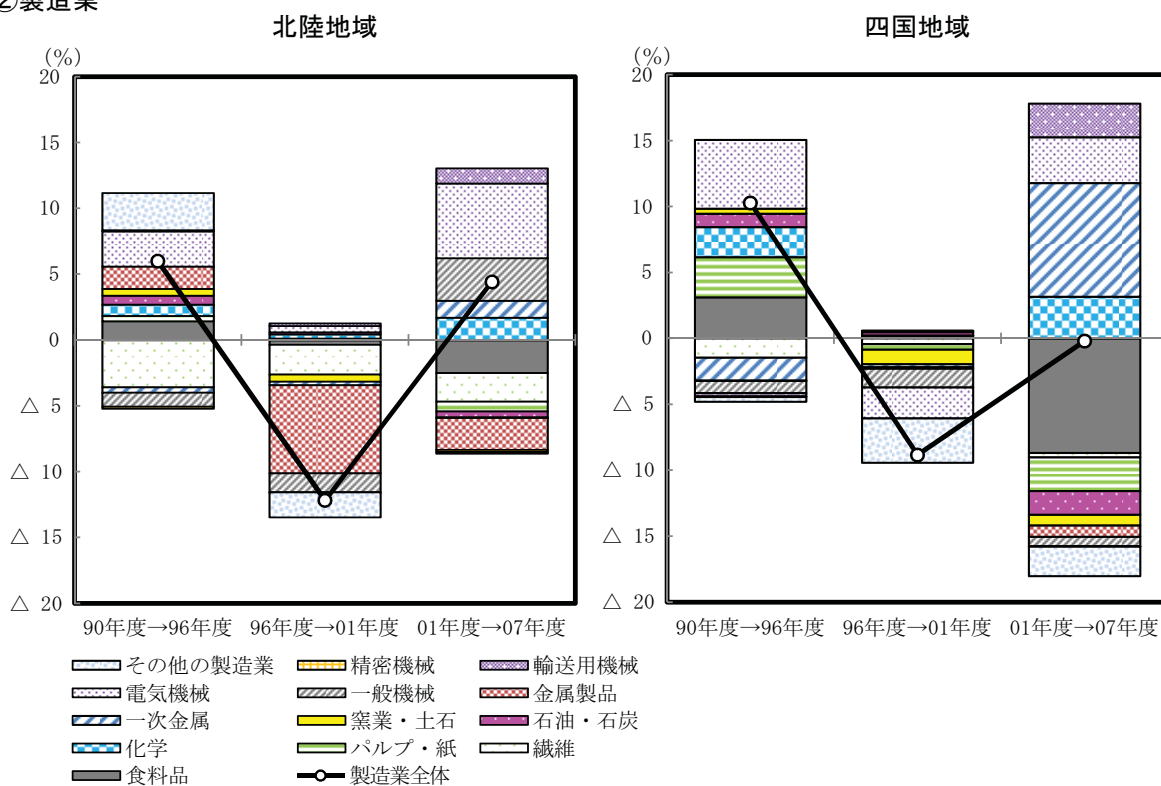 ②製造業
北陸地域
四国地域
(%)
20
15
10
5
0
△ 5
△ 10
△ 15
△ 20
90年度→96年度 96年度→01年度 01年度→07年度
(%)
20
15
10
5
0
△ 5
△ 10
△ 15
△ 20
90年度→96年度 96年度→01年度 01年度→07年度
その他の製造業 精密機械 輸送用機械
電気機械 一般機械 金属製品
一次金属 窯業・土石 石油・石炭
化学 パルプ・紙 繊維
食料品 製造業全体